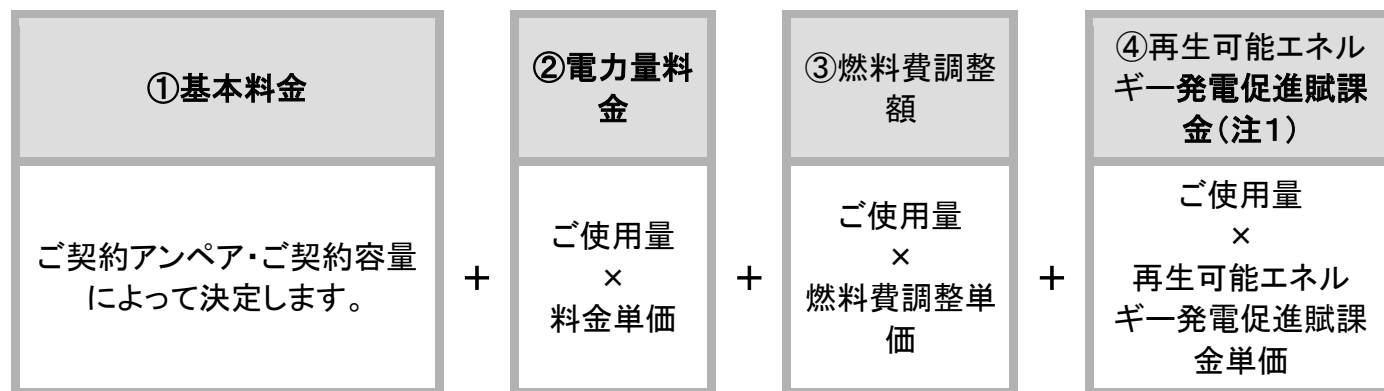 ①基本料金
②電力量料
金
③燃料費調整
額
④再生可能エネル
ギー発電促進賦課
金(注1)
ご契約アンペア・ご契約容量
によって決定します。
+
ご使用量
×
料金単価
+
ご使用量
×
燃料費調整単
価
+
ご使用量
×
再生可能エネル
ギー発電促進賦課
金単価